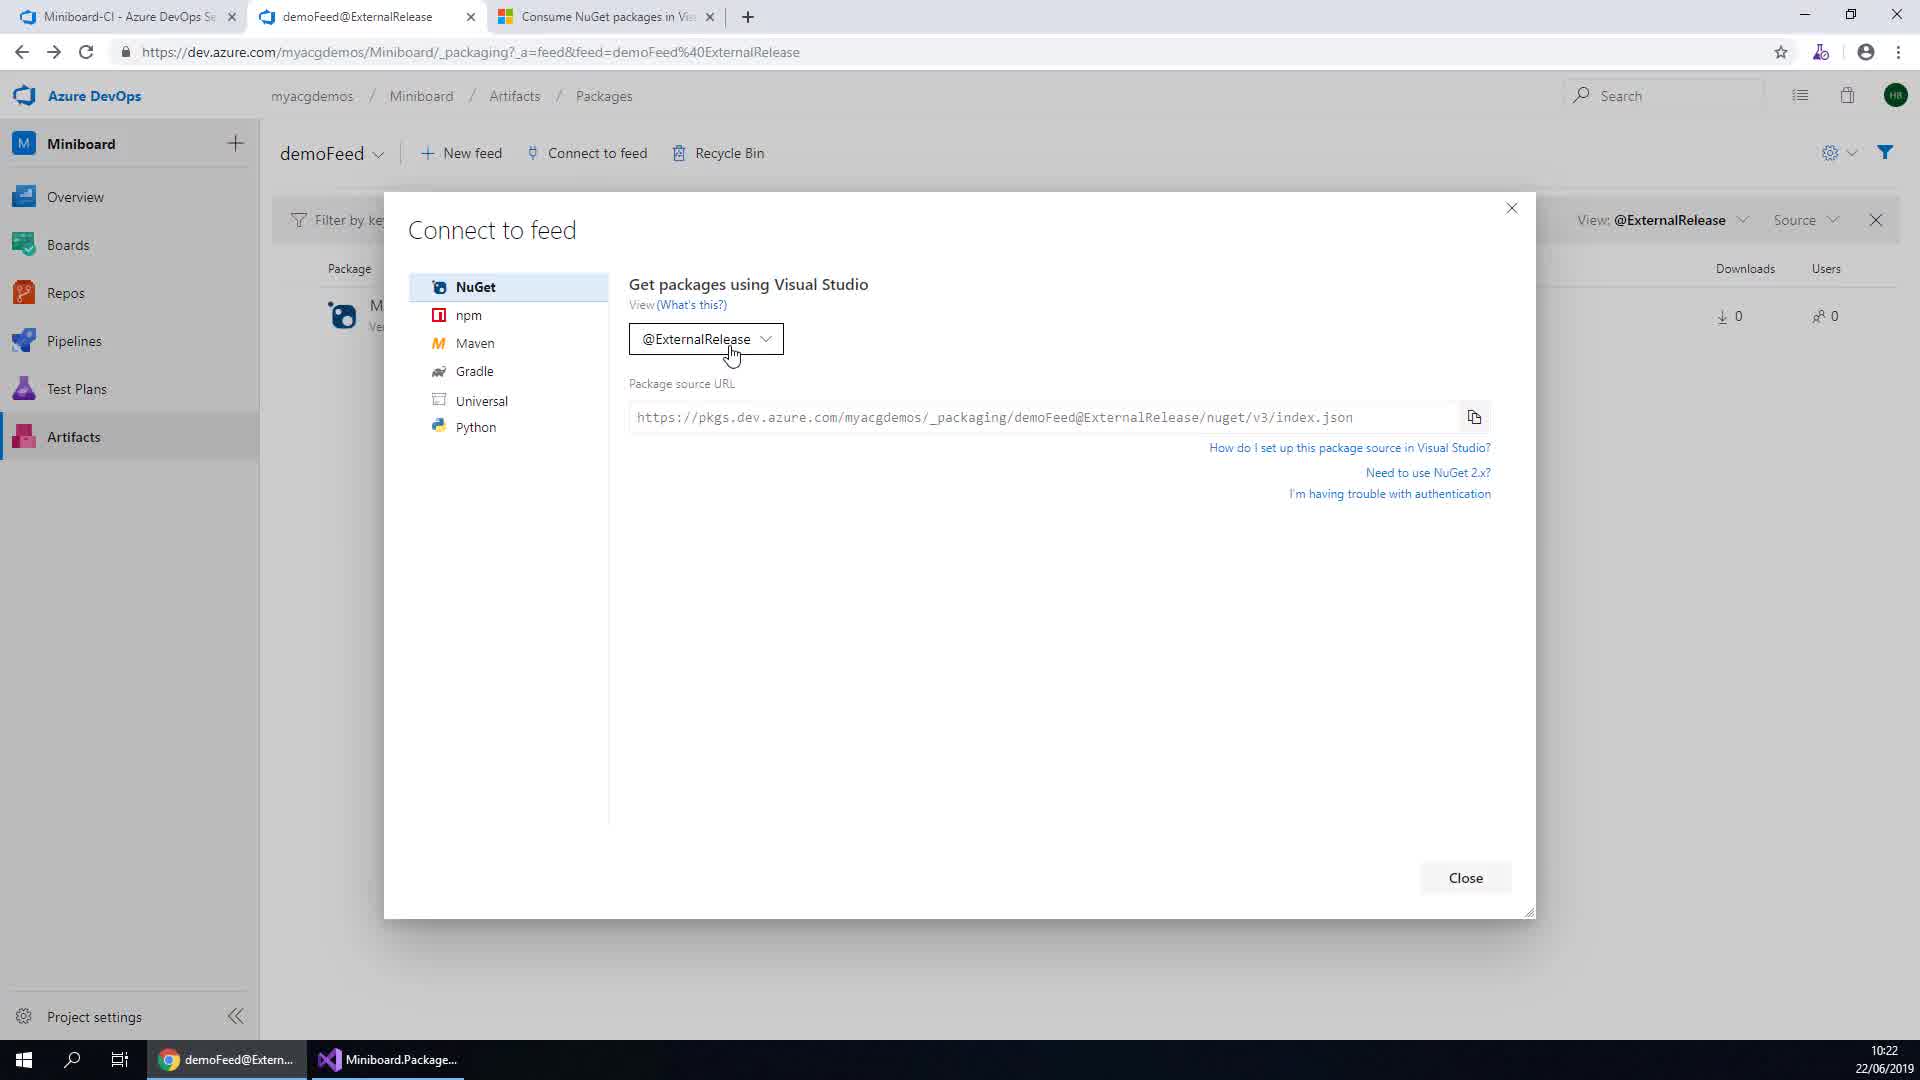 Miniboard-CI - Azure DevOps Se
demoFeed@ExternalRelease
Consume NuGet packages in Vis
https://dev.azure.com/myacgdemos/Miniboard/_packaging?_a=feed&feed=demoFeed%40ExternalRelease
Azure DevOps
myacgdemos / Miniboard / Artifacts / Packages
Search
HB
M Miniboard
demoFeed
New feed
Connect to feed
Recycle Bin
Overview
Boards
Repos
Pipelines
Test Plans
Artifacts
Project settings
Filter by ke
View: @ExternalRelease
Source
Package
Downloads
Users
M
Ve
0
0
Connect to feed
NuGet
npm
Maven
Gradle
Universal
Python
Get packages using Visual Studio
View (What's this?)
@ExternalRelease
Package source URL
https://pkgs.dev.azure.com/myacgdemos/_packaging/demoFeed@ExternalRelease/nuget/v3/index.json
How do I set up this package source in Visual Studio?
Need to use NuGet 2.x?
I'm having trouble with authentication
Close
demoFeed@Extern...
Miniboard.Package...
10:22
22/06/2019